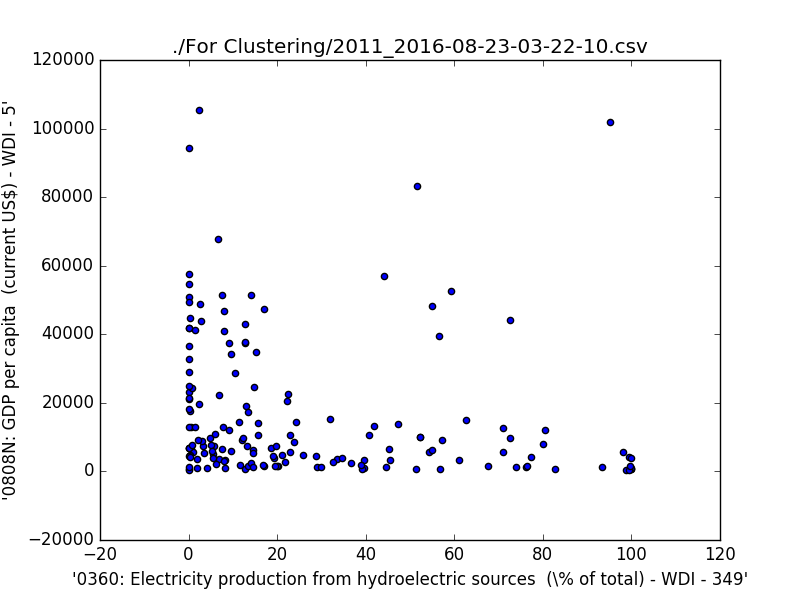 ./For Clustering/2011_2016-08-23-03-22-10.csv
120000
100000
80000
60000
40000
20000
0
−20000
'0808N: GDP per capita  (current US$) - WDI - 5'
−20 0 20 40 60 80 100 120
'0360: Electricity production from hydroelectric sources  (\% of total) - WDI - 349'